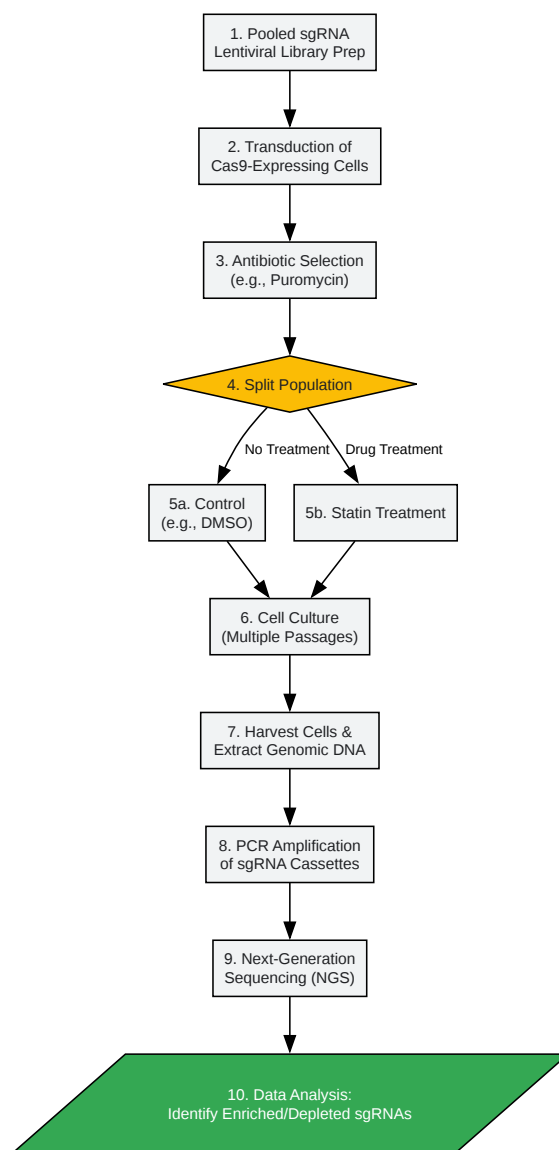 1. Pooled sgRNA
Lentiviral Library Prep
2. Transduction of
Cas9-Expressing Cells
3. Antibiotic Selection
(e.g., Puromycin)
4. Split Population
No Treatment
Drug Treatment
5a. Control
(e.g., DMSO)
5b. Statin Treatment
6. Cell Culture
(Multiple Passages)
7. Harvest Cells &
Extract Genomic DNA
8. PCR Amplification
of sgRNA Cassettes
9. Next-Generation
Sequencing (NGS)
10. Data Analysis:
Identify Enriched/Depleted sgRNAs